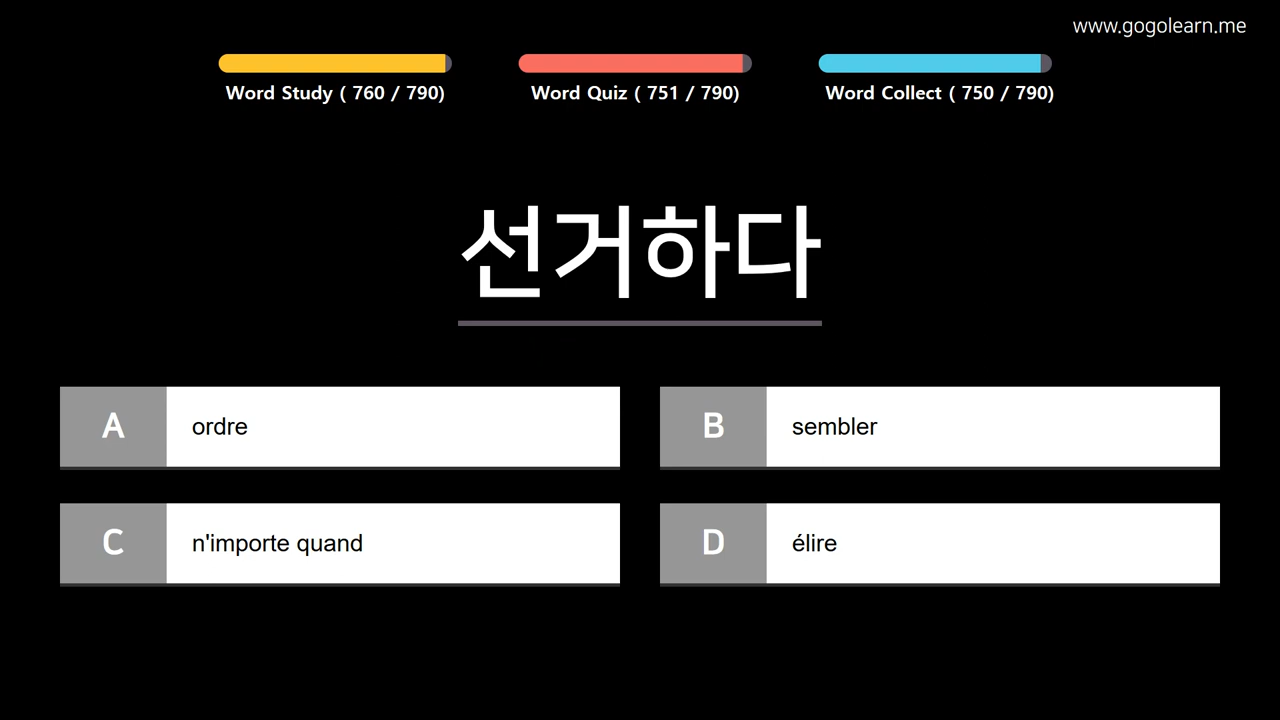 www.gogolearn.me
Word Study ( 760 / 790)
Word Quiz ( 751 / 790)
Word Collect ( 750 / 790)
선거하다
A ordre
B sembler
C n'importe quand
D élire